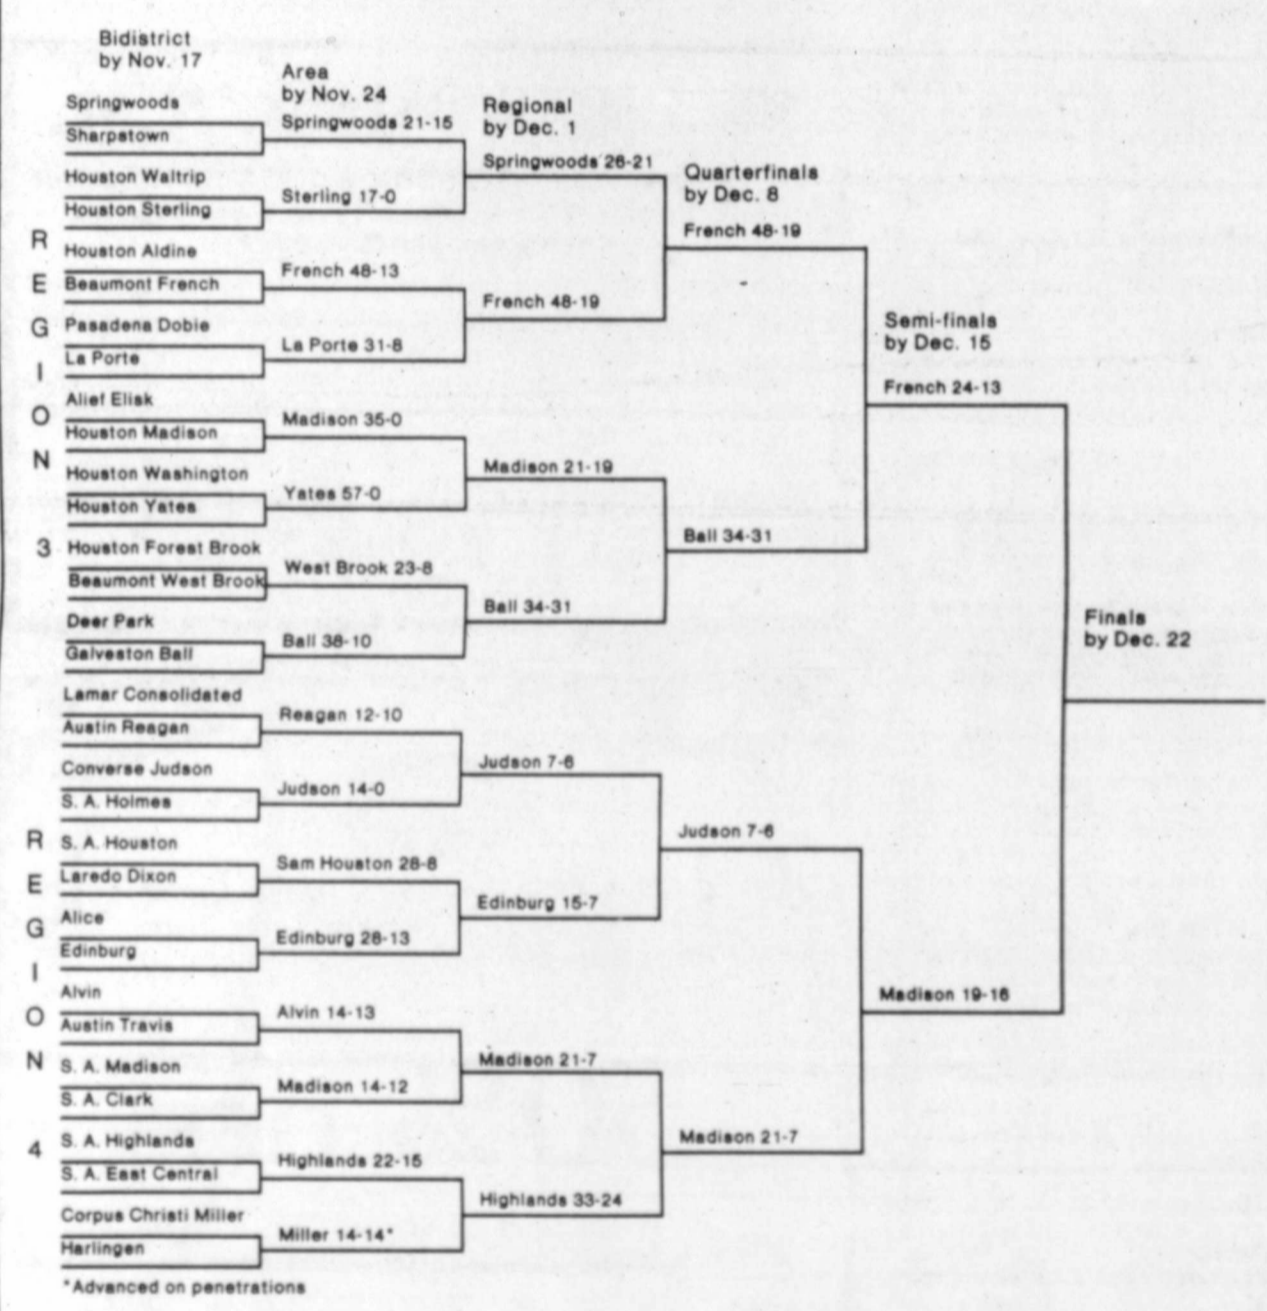 Bidistrict
by Nov. 17
Area
by Nov. 24
Regional
by Dec. 1
Quarterfinals
by Dec. 8
Semi-finals
by Dec. 15
Finals
by Dec. 22
REGION 3
Springwoods
Sharpstown
Houston Waltrip
Houston Sterling
Houston Aldine
Beaumont French
Pasadena Dobie
La Porte
Alief Elisk
Houston Madison
Houston Washington
Houston Yates
Houston Forest Brook
Beaumont West Brook
Deer Park
Galveston Ball
Springwoods 21-15
Sterling 17-0
French 48-13
La Porte 31-8
Madison 35-0
Yates 57-0
West Brook 23-8
Ball 38-10
Springwoods 26-21
French 48-19
Madison 21-19
Ball 34-31
French 48-19
Ball 34-31
French 24-13
REGION 4
Lamar Consolidated
Austin Reagan
Converse Judson
S. A. Holmes
S. A. Houston
Laredo Dixon
Alice
Edinburg
Alvin
Austin Travis
S. A. Madison
S. A. Clark
S. A. Highlands
S. A. East Central
Corpus Christi Miller
Harlingen
Reagan 12-10
Judson 14-0
Sam Houston 28-8
Edinburg 28-13
Alvin 14-13
Madison 14-12
Highlands 22-15
Miller 14-14*
Judson 7-6
Edinburg 15-7
Madison 21-7
Highlands 33-24
Judson 7-6
Madison 21-7
Madison 19-16
*Advanced on penetrations